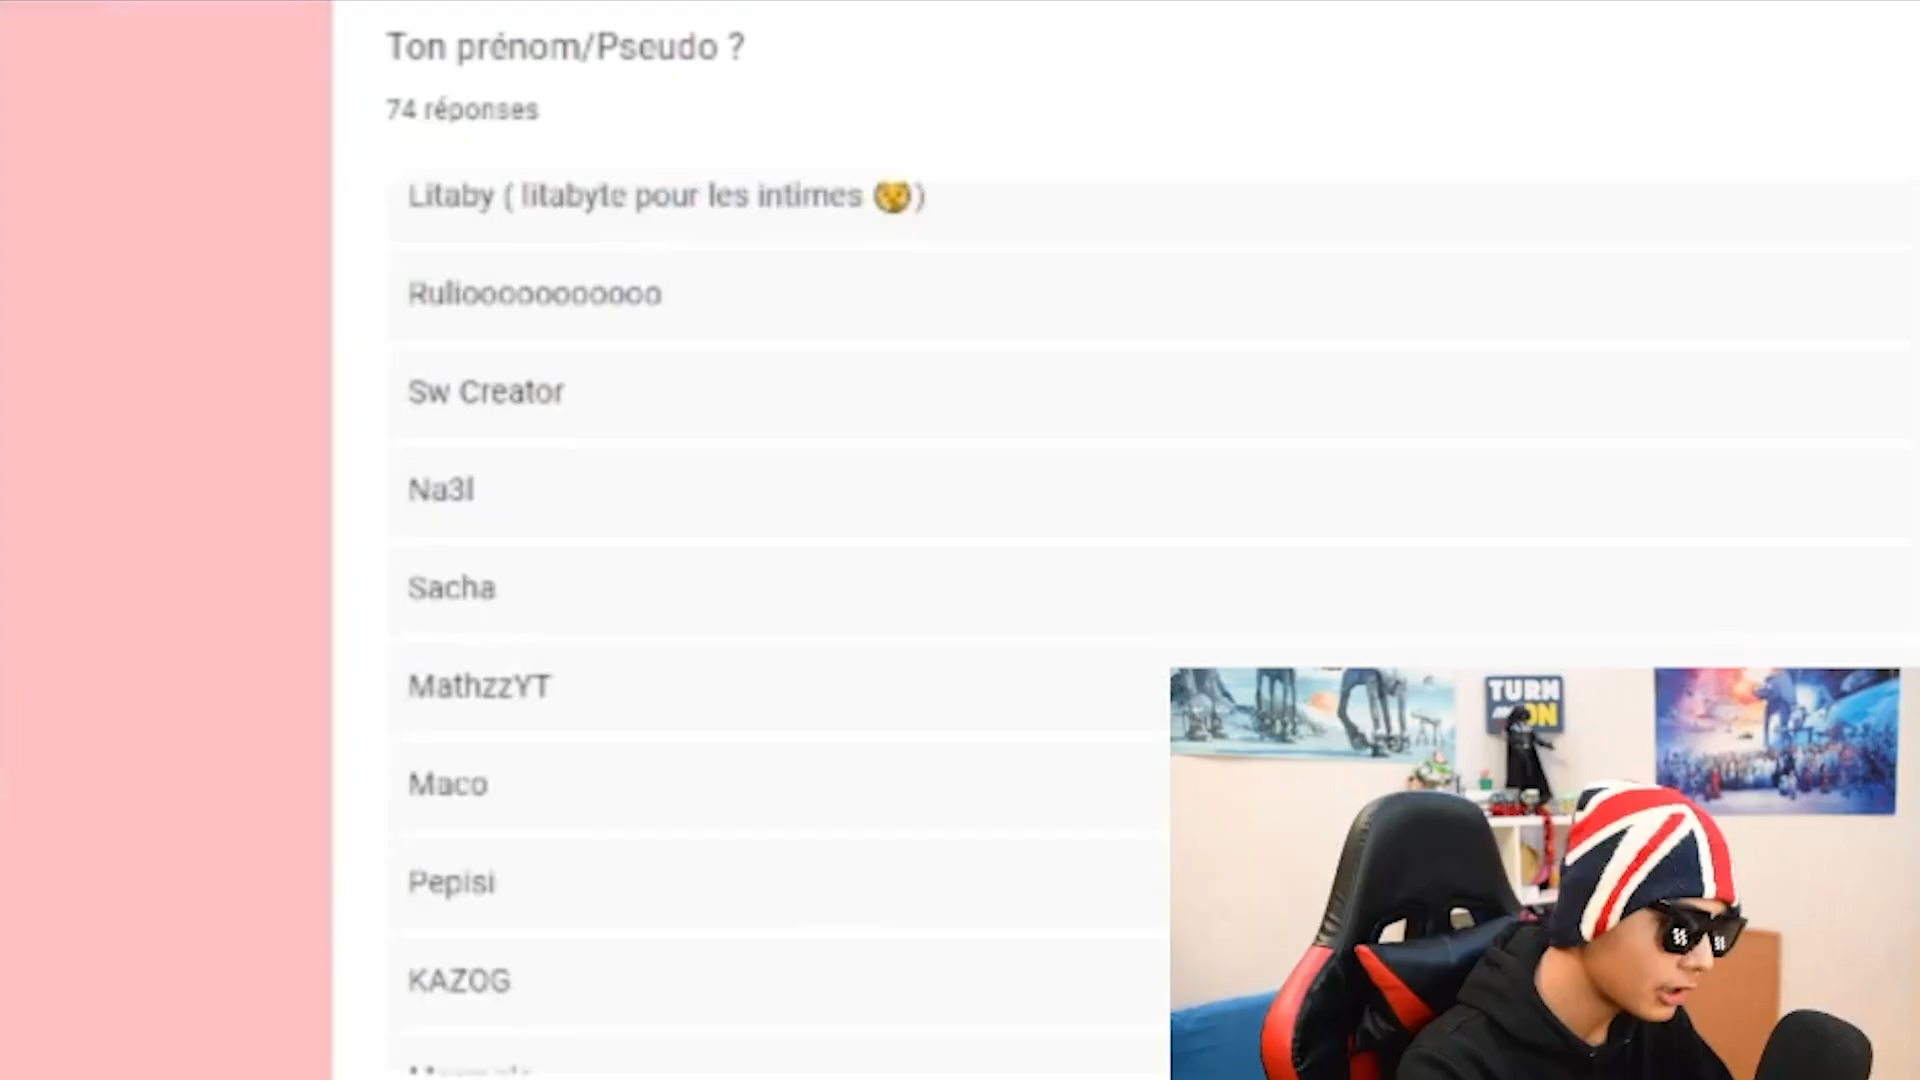 Ton prénom/Pseudo ?
74 réponses
Litaby ( litabyte pour les intimes 😏)
Rulioooooooooooo
Sw Creator
Na3l
Sacha
MathzzYT
Maco
Pepisi
KAZOG
TURN
ON